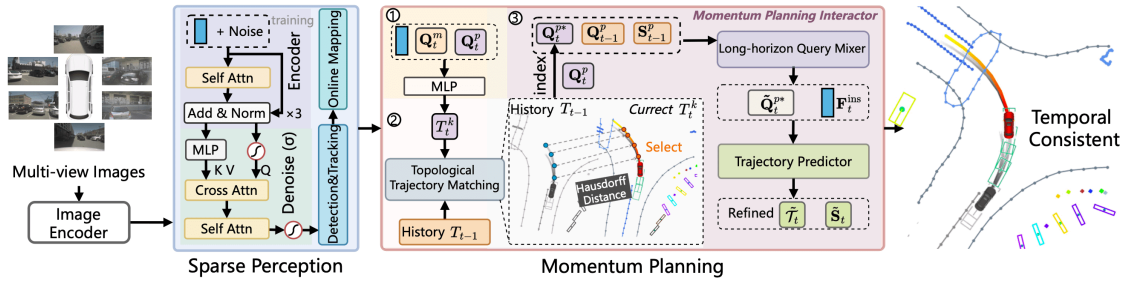 Multi-view Images
Image
Encoder
+ Noise
training
Encoder
Self Attn
Add & Norm
×3
MLP
K V
Q
Denoise (σ)
Cross Attn
Self Attn
Online Mapping
Detection&Tracking
Sparse Perception
①
Q_t^m Q_t^p
MLP
②
T_t^k
Topological
Trajectory Matching
History T_{t-1}
③
Q_t^{p*} Q_{t-1}^p S_{t-1}^p
index
Q_t^p
History T_{t-1}
Currect T_t^k
Select
Hausdorff
Distance
Momentum Planning Interactor
Long-horizon Query Mixer
Q̃_t^{p*} F_t^{ins}
Trajectory Predictor
Refined 𝒯̃_t S̃_t
Momentum Planning
Temporal
Consistent